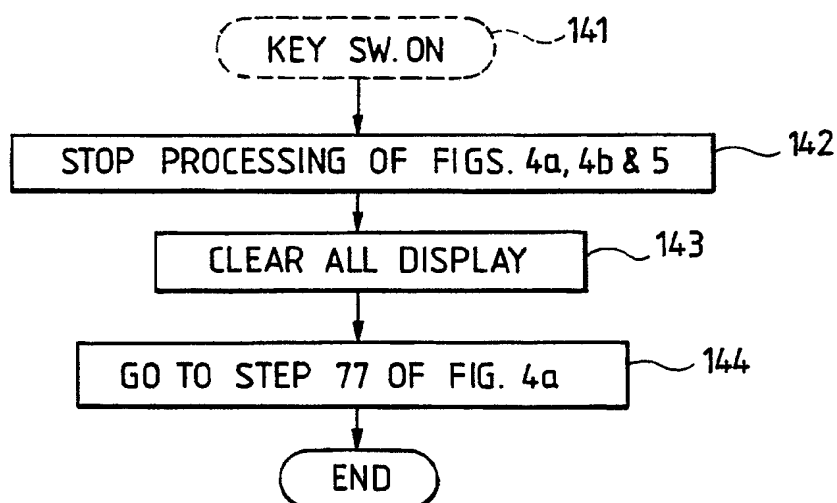 KEY SW. ON
141
STOP PROCESSING OF FIGS. 4a, 4b & 5
142
CLEAR ALL DISPLAY
143
GO TO STEP 77 OF FIG. 4a
144
END